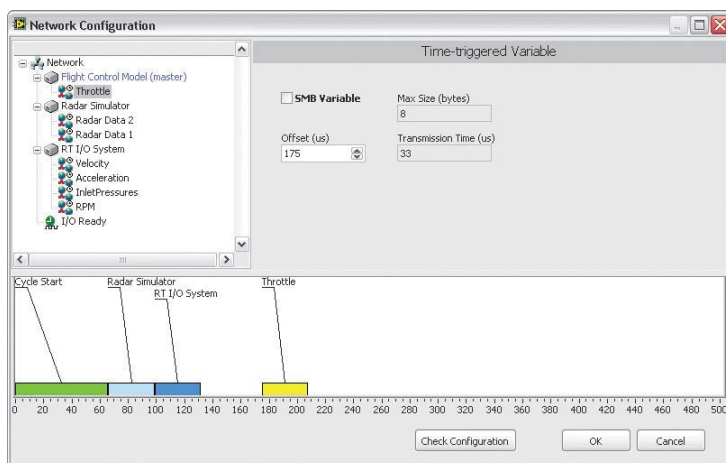 Network Configuration
Time-triggered Variable
Network
Flight Control Model (master)
Throttle
Radar Simulator
Radar Data 2
Radar Data 1
RT I/O System
Velocity
Acceleration
InletPressures
RPM
I/O Ready
SMB Variable
Max Size (bytes)
8
Offset (us)
Transmission Time (us)
175
33
Cycle Start
Radar Simulator
RT I/O System
Throttle
0 20 40 60 80 100 120 140 160 180 200 220 240 260 280 300 320 340 360 380 400 420 440 460 480 500
Check Configuration
OK
Cancel